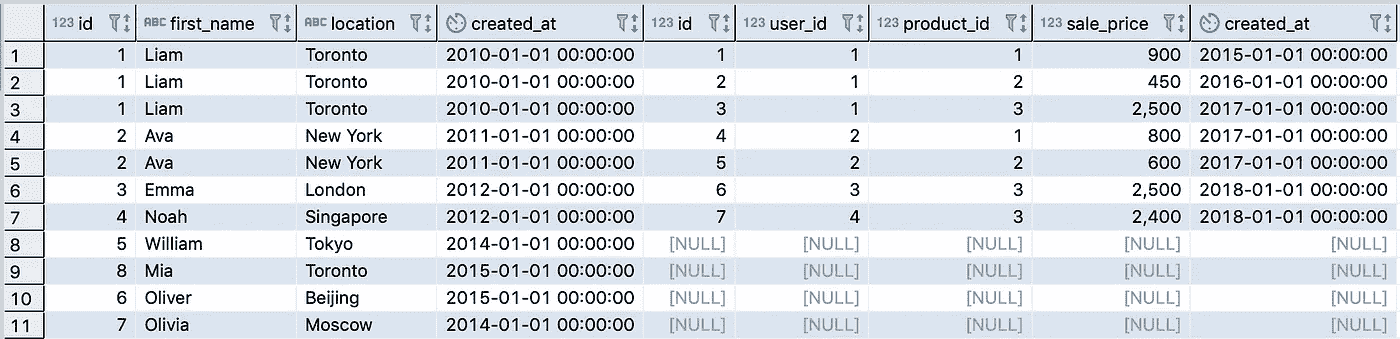 123 id ABC first_name ABC location created_at 123 id 123 user_id 123 product_id 123 sale_price created_at
1 1 Liam Toronto 2010-01-01 00:00:00 1 1 1 900 2015-01-01 00:00:00
2 1 Liam Toronto 2010-01-01 00:00:00 2 1 2 450 2016-01-01 00:00:00
3 1 Liam Toronto 2010-01-01 00:00:00 3 1 3 2,500 2017-01-01 00:00:00
4 2 Ava New York 2011-01-01 00:00:00 4 2 1 800 2017-01-01 00:00:00
5 2 Ava New York 2011-01-01 00:00:00 5 2 2 600 2017-01-01 00:00:00
6 3 Emma London 2012-01-01 00:00:00 6 3 3 2,500 2018-01-01 00:00:00
7 4 Noah Singapore 2012-01-01 00:00:00 7 4 3 2,400 2018-01-01 00:00:00
8 5 William Tokyo 2014-01-01 00:00:00 [NULL] [NULL] [NULL] [NULL] [NULL]
9 8 Mia Toronto 2015-01-01 00:00:00 [NULL] [NULL] [NULL] [NULL] [NULL]
10 6 Oliver Beijing 2015-01-01 00:00:00 [NULL] [NULL] [NULL] [NULL] [NULL]
11 7 Olivia Moscow 2014-01-01 00:00:00 [NULL] [NULL] [NULL] [NULL] [NULL]